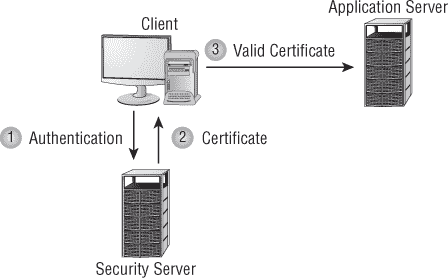 Application Server
Client
3 Valid Certificate
1 Authentication
2 Certificate
Security Server